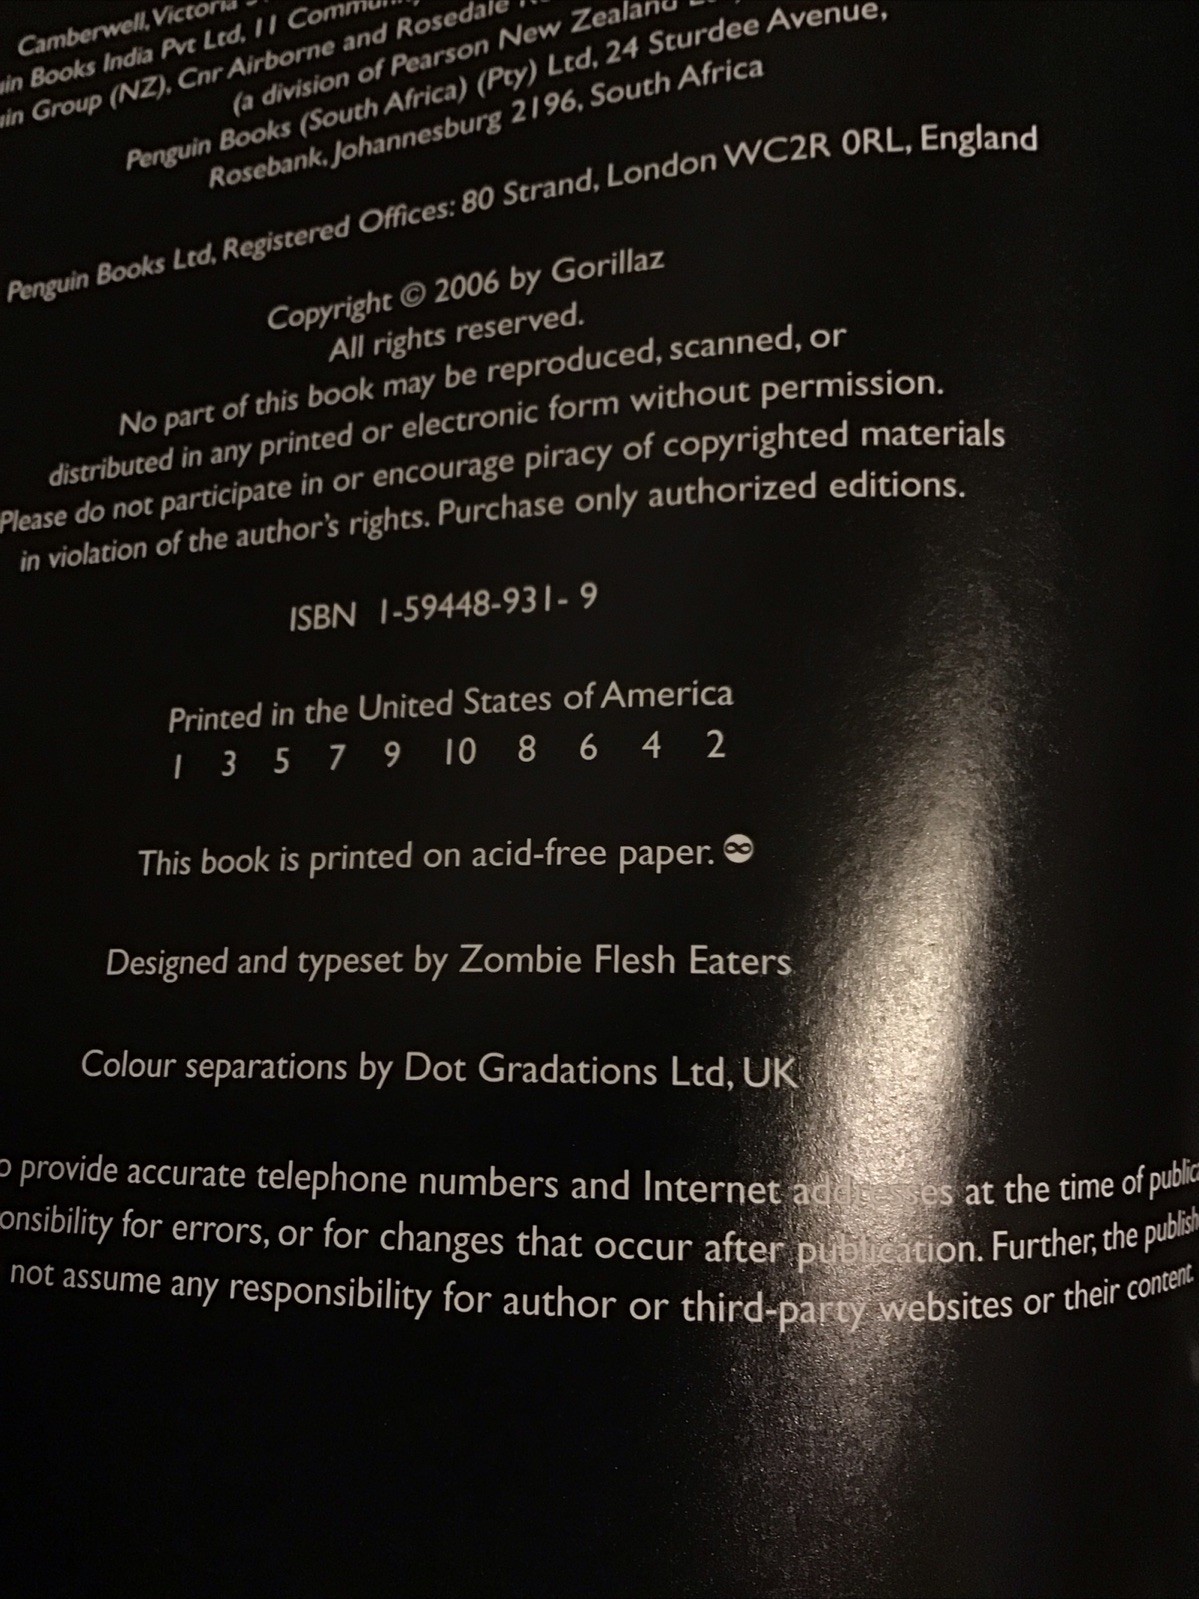 Camberwell, Victoria
Books India Pvt Ltd, 11
Group (NZ), Cnr Airborne and Rosedale
(a division of Pearson New Zealand
Penguin Books (South Africa) (Pty) Ltd, 24 Sturdee Avenue,
Rosebank, Johannesburg 2196, South Africa
Penguin Books Ltd, Registered Offices: 80 Strand, London WC2R 0RL, England
Copyright © 2006 by Gorillaz
All rights reserved.
No part of this book may be reproduced, scanned, or
distributed in any printed or electronic form without permission.
Please do not participate in or encourage piracy of copyrighted materials
in violation of the author's rights. Purchase only authorized editions.
ISBN 1-59448-931- 9
Printed in the United States of America
1 3 5 7 9 10 8 6 4 2
This book is printed on acid-free paper. ♾
Designed and typeset by Zombie Flesh Eaters
Colour separations by Dot Gradations Ltd, UK
provide accurate telephone numbers and Internet addresses at the time of
for errors, or for changes that occur after publication. Further, the
not assume any responsibility for author or third-party websites or their content.